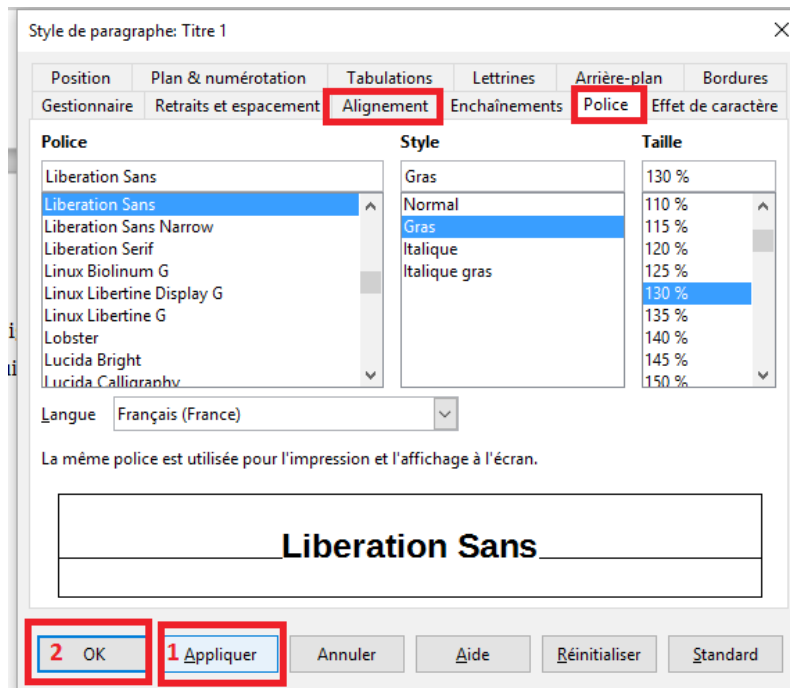 Style de paragraphe: Titre 1
Position Plan & numérotation Tabulations Lettrines Arrière-plan Bordures
Gestionnaire Retraits et espacement Alignement Enchaînements Police Effet de caractère
Police Style Taille
Liberation Sans Gras 130 %
Liberation Sans Normal 110 %
Liberation Sans Narrow Gras 115 %
Liberation Serif Italique 120 %
Linux Biolinum G Italique gras 125 %
Linux Libertine Display G 130 %
Linux Libertine G 135 %
Lobster 140 %
Lucida Bright 145 %
Lucida Calligraphy 150 %
Langue Français (France)
La même police est utilisée pour l'impression et l'affichage à l'écran.
Liberation Sans
2 OK 1 Appliquer Annuler Aide Réinitialiser Standard